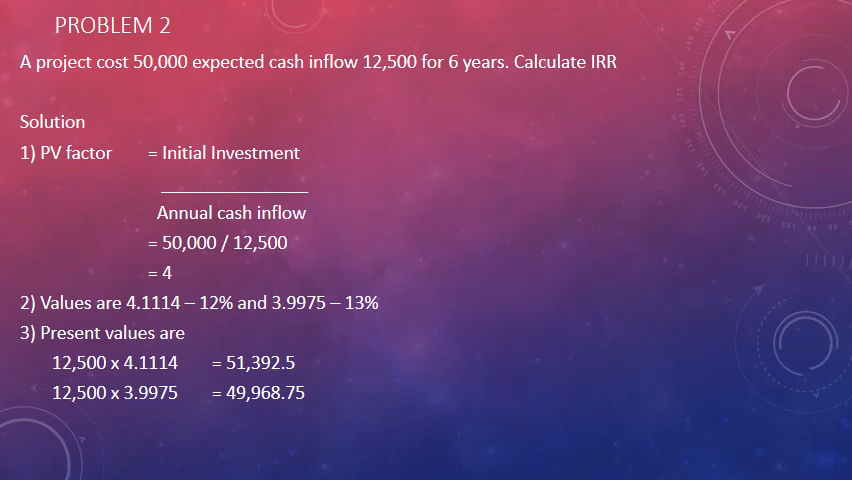 PROBLEM 2
A project cost 50,000 expected cash inflow 12,500 for 6 years. Calculate IRR
Solution
1) PV factor = Initial Investment
_______________
Annual cash inflow
= 50,000 / 12,500
= 4
2) Values are 4.1114 – 12% and 3.9975 – 13%
3) Present values are
12,500 x 4.1114 = 51,392.5
12,500 x 3.9975 = 49,968.75